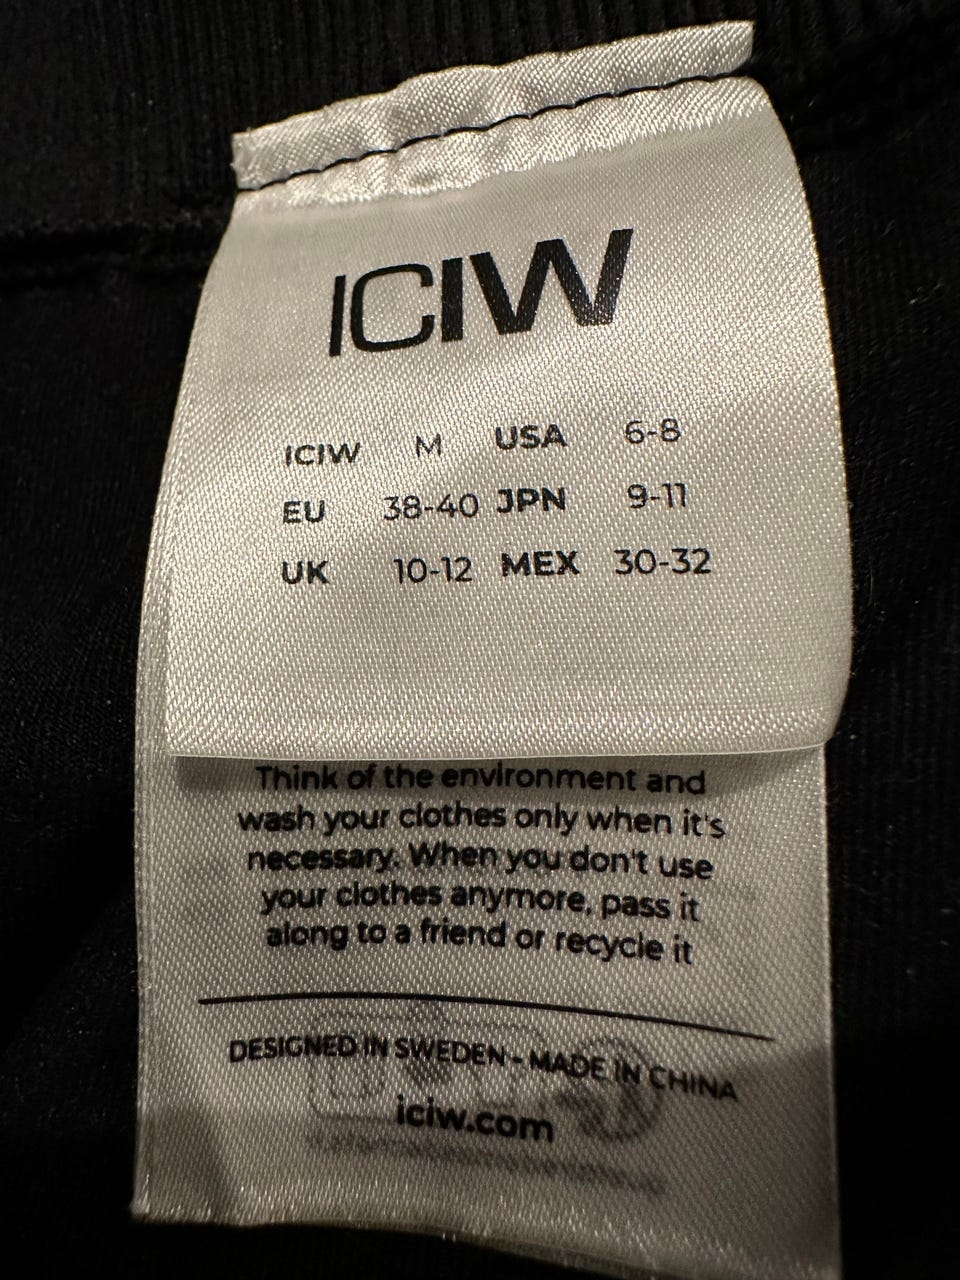 ICIW
ICIW M USA 6-8
EU 38-40 JPN 9-11
UK 10-12 MEX 30-32
Think of the environment and
wash your clothes only when it's
necessary. When you don't use
your clothes anymore, pass it
along to a friend or recycle it
DESIGNED IN SWEDEN - MADE IN CHINA
iciw.com